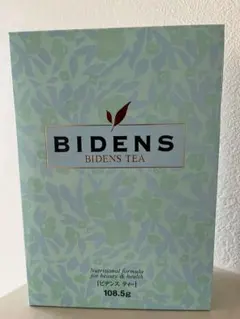 BIDENS
BIDENS TEA
Nutritional formula
for beauty & health
[ビデンス ティー]
108.5g